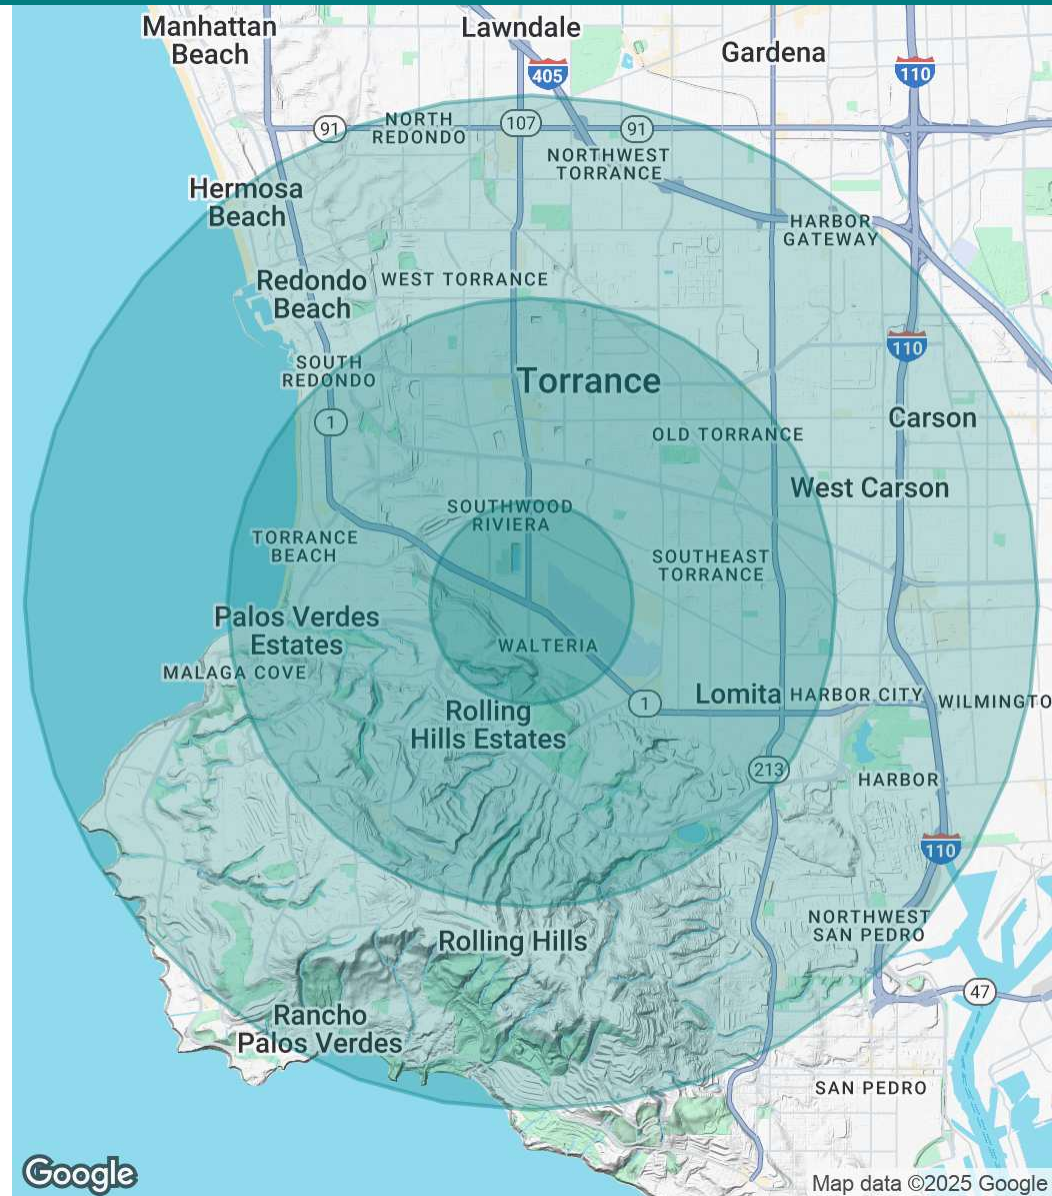 Manhattan
Beach
Lawndale
Gardena
405
110
91
NORTH
REDONDO
107
91
NORTHWEST
TORRANCE
Hermosa
Beach
HARBOR
GATEWAY
Redondo
Beach
WEST TORRANCE
110
SOUTH
REDONDO
Torrance
1
Carson
OLD TORRANCE
West Carson
SOUTHWOOD
RIVIERA
TORRANCE
BEACH
SOUTHEAST
TORRANCE
Palos Verdes
Estates
WALTERIA
MALAGA COVE
1
Lomita
HARBOR CITY
WILMINGTO
Rolling
Hills Estates
213
HARBOR
110
NORTHWEST
SAN PEDRO
Rolling Hills
47
Rancho
Palos Verdes
SAN PEDRO
Google
Map data ©2025 Google